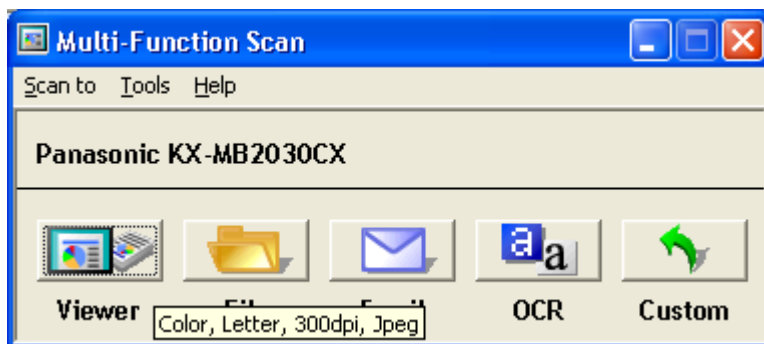 Multi-Function Scan
Scan to Tools Help
Panasonic KX-MB2030CX
a a
Viewer OCR Custom
Color, Letter, 300dpi, Jpeg